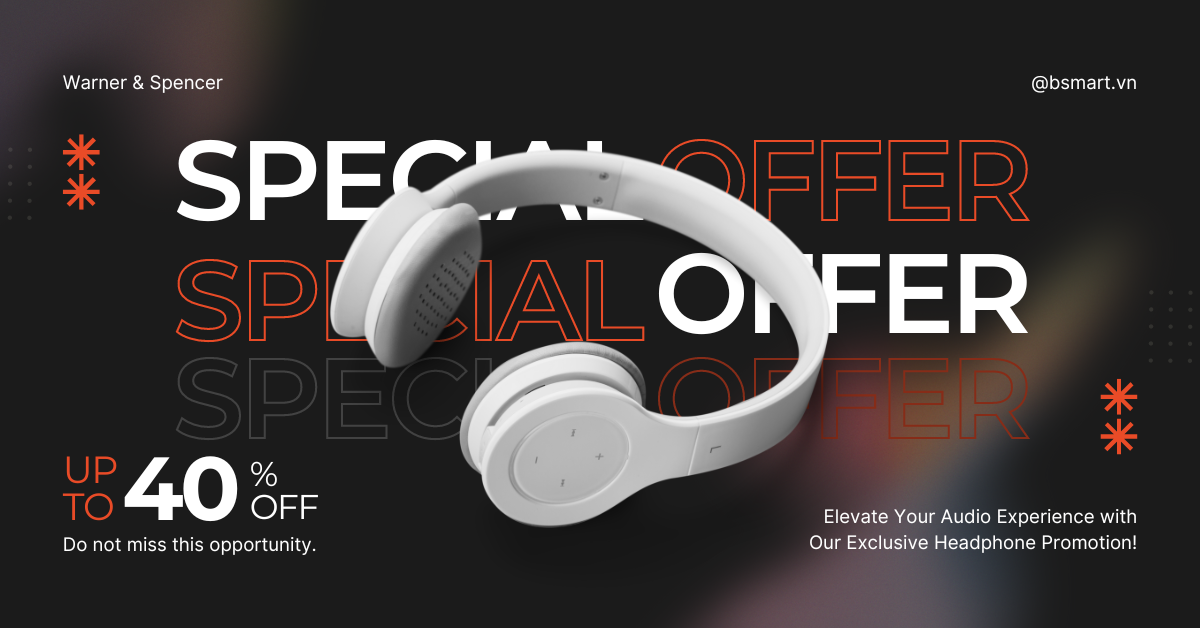 Warner & Spencer
@bsmart.vn
SPECIAL OFFER
SPECIAL OFFER
SPECIAL OFFER
UP TO 40 % OFF
Do not miss this opportunity.
Elevate Your Audio Experience with
Our Exclusive Headphone Promotion!
L